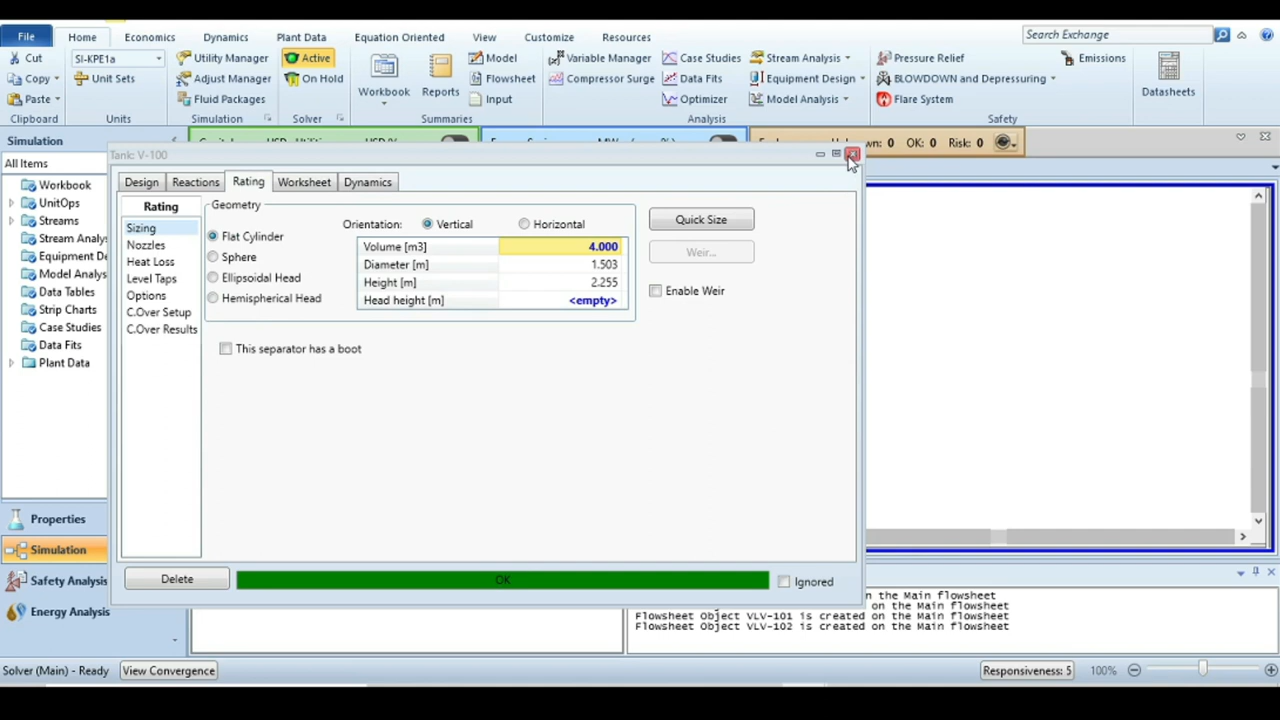 File Home Economics Dynamics Plant Data Equation Oriented View Customize Resources Search Exchange
Cut SI-KPE1a Utility Manager Active Model Variable Manager Case Studies Stream Analysis Pressure Relief Emissions
Copy Unit Sets Adjust Manager On Hold Workbook Reports Flowsheet Compressor Surge Data Fits Equipment Design BLOWDOWN and Depressuring Datasheets
Paste Fluid Packages Input Optimizer Model Analysis Flare System
Clipboard Units Simulation Solver Summaries Analysis Safety
Simulation OK: 0 Risk: 0
Tank: V-100
All Items
Design Reactions Rating Worksheet Dynamics
Workbook
UnitOps
Streams
Stream Analys
Equipment De
Model Analys
Data Tables
Strip Charts
Case Studies
Data Fits
Plant Data
Rating
Sizing
Nozzles
Heat Loss
Level Taps
Options
C.Over Setup
C.Over Results
Geometry
Orientation: Vertical Horizontal
Flat Cylinder
Sphere
Ellipsoidal Head
Hemispherical Head
Volume [m3] 4.000
Diameter [m] 1.503
Height [m] 2.255
Head height [m] <empty>
Quick Size
Weir...
Enable Weir
This separator has a boot
Delete OK Ignored
Properties
Simulation
Safety Analysis
Energy Analysis
n the Main flowsheet
on the Main flowsheet
Flowsheet Object VLV-101 is created on the Main flowsheet
Flowsheet Object VLV-102 is created on the Main flowsheet
Solver (Main) - Ready View Convergence Responsiveness: 5 100%